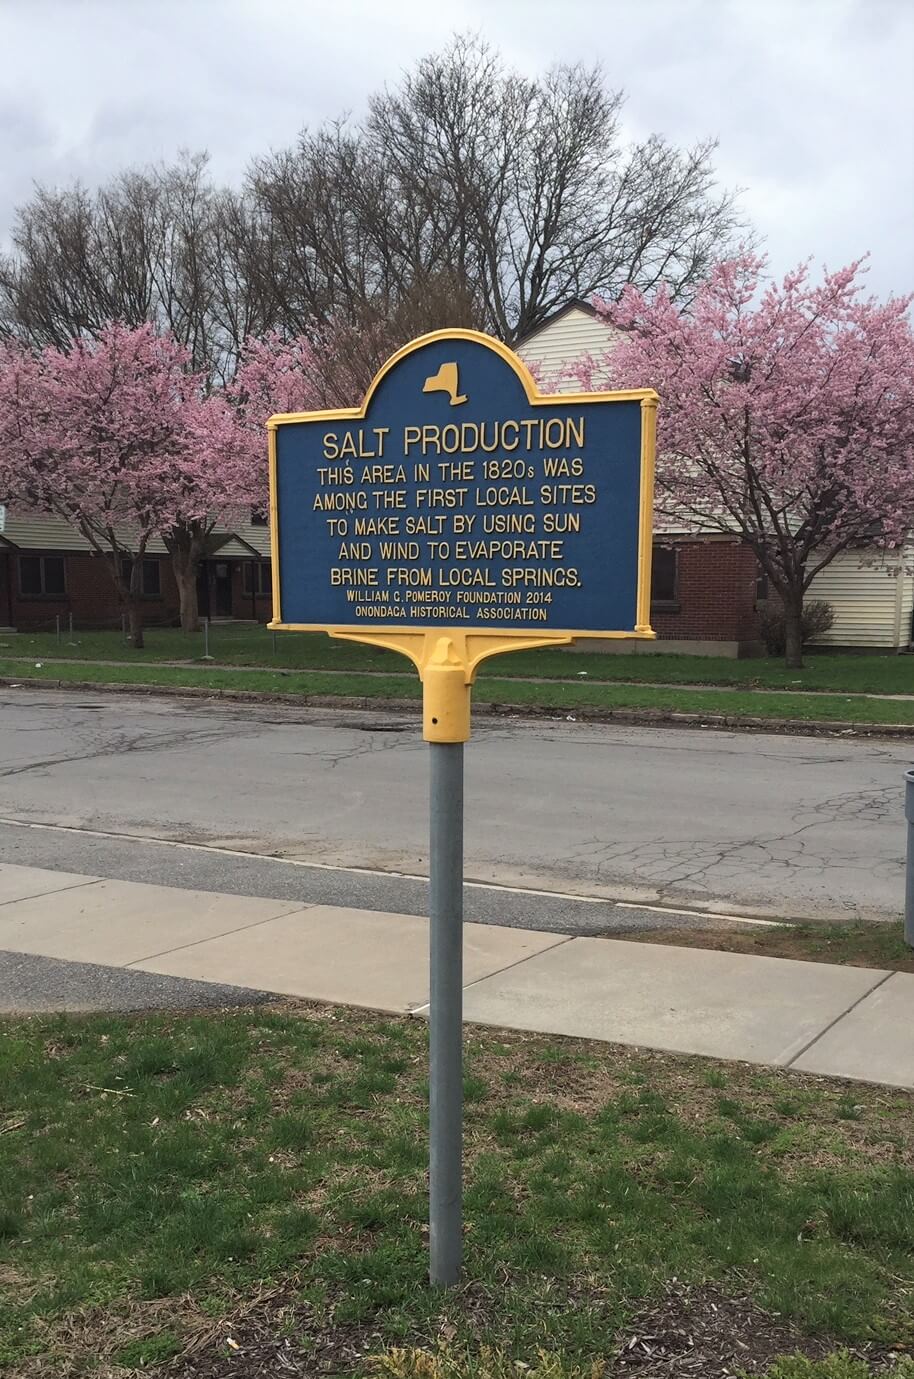 SALT PRODUCTION
THIS AREA IN THE 1820s WAS
AMONG THE FIRST LOCAL SITES
TO MAKE SALT BY USING SUN
AND WIND TO EVAPORATE
BRINE FROM LOCAL SPRINGS.
WILLIAM G. POMEROY FOUNDATION 2014
ONONDAGA HISTORICAL ASSOCIATION